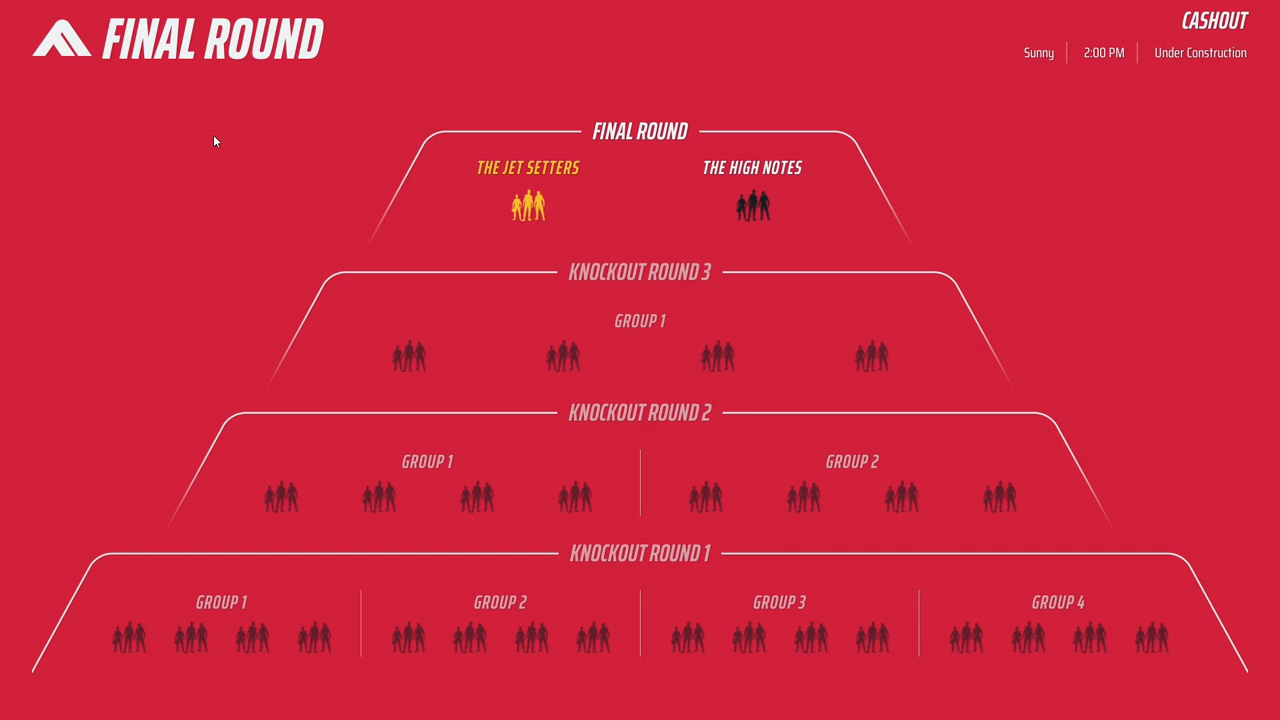 FINAL ROUND
CASHOUT
Sunny
2:00 PM
Under Construction
FINAL ROUND
THE JET SETTERS
THE HIGH NOTES
KNOCKOUT ROUND 3
GROUP 1
KNOCKOUT ROUND 2
GROUP 1
GROUP 2
KNOCKOUT ROUND 1
GROUP 1
GROUP 2
GROUP 3
GROUP 4